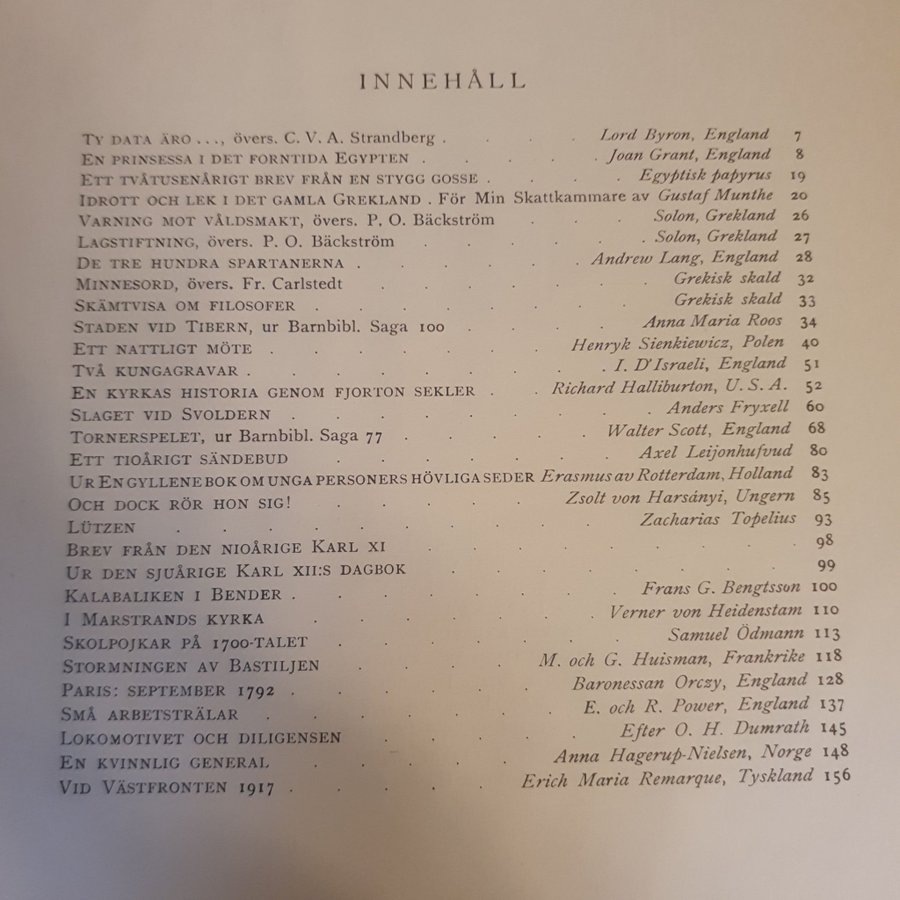 INNEHÅLL
TY DATA ÄRO ..., övers. C. V. A. Strandberg . . . . Lord Byron, England 7
EN PRINSESSA I DET FORNTIDA EGYPTEN . . . . . Joan Grant, England 8
ETT TVÅTUSENÅRIGT BREV FRÅN EN STYGG GOSSE . . . . . Egyptisk papyrus 19
IDROTT OCH LEK I DET GAMLA GREKLAND . För Min Skattkammare av Gustaf Munthe 20
VARNING MOT VÅLDSMAKT, övers. P. O. Bäckström . . . Solon, Grekland 26
LAGSTIFTNING, övers. P. O. Bäckström . . . . . . Solon, Grekland 27
DE TRE HUNDRA SPARTANERNA . . . . . . Andrew Lang, England 28
MINNESORD, övers. Fr. Carlstedt . . . . . . Grekisk skald 32
SKÄMTVISA OM FILOSOFER . . . . . . . . Grekisk skald 33
STADEN VID TIBERN, ur Barnbibl. Saga 100 . . . . Anna Maria Roos 34
ETT NATTLIGT MÖTE . . . . . . . Henryk Sienkiewicz, Polen 40
TVÅ KUNGAGRAVAR . . . . . . . . . I. D'Israeli, England 51
EN KYRKAS HISTORIA GENOM FJORTON SEKLER . . Richard Halliburton, U. S. A. 52
SLAGET VID SVOLDERN . . . . . . . . . Anders Fryxell 60
TORNERSPELET, ur Barnbibl. Saga 77 . . . . . Walter Scott, England 68
ETT TIOÅRIGT SÄNDEBUD . . . . . . . Axel Leijonhufvud 80
UR EN GYLLENE BOK OM UNGA PERSONERS HÖVLIGA SEDER Erasmus av Rotterdam, Holland 83
OCH DOCK RÖR HON SIG! . . . . . Zsolt von Harsányi, Ungern 85
LÜTZEN . . . . . . . . . . . Zacharias Topelius 93
BREV FRÅN DEN NIOÅRIGE KARL XI . . . . . . . . 98
UR DEN SJUÅRIGE KARL XII:S DAGBOK . . . . . . . . 99
KALABALIKEN I BENDER . . . . . . . . Frans G. Bengtsson 100
I MARSTRANDS KYRKA . . . . . . Verner von Heidenstam 110
SKOLPOJKAR PÅ 1700-TALET . . . . . . . Samuel Ödmann 113
STORMNINGEN AV BASTILJEN . . . . M. och G. Huisman, Frankrike 118
PARIS: SEPTEMBER 1792 . . . . . . Baronessan Orczy, England 128
SMÅ ARBETSTRÄLAR . . . . . . . E. och R. Power, England 137
LOKOMOTIVET OCH DILIGENSEN . . . . . Efter O. H. Dumrath 145
EN KVINNLIG GENERAL . . . . . Anna Hagerup-Nielsen, Norge 148
VID VÄSTFRONTEN 1917 . . . . . Erich Maria Remarque, Tyskland 156